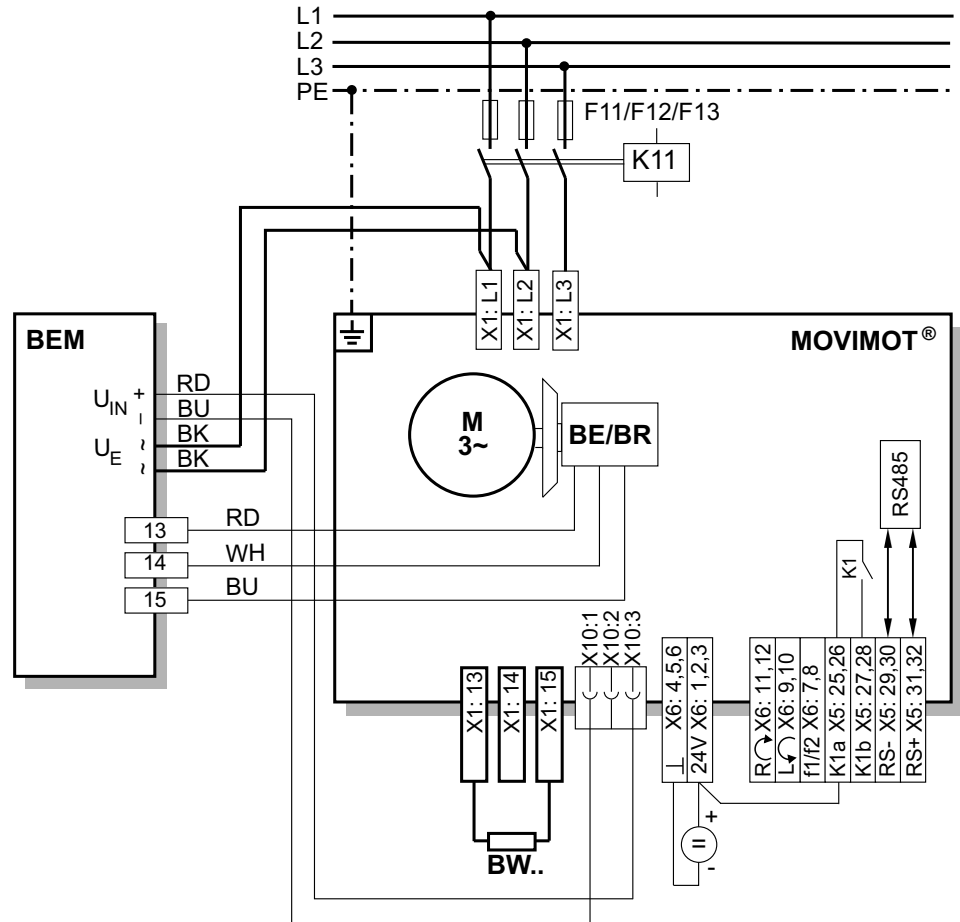 L1
L2
L3
PE
F11/F12/F13
K11
X1: L1
X1: L2
X1: L3
BEM
MOVIMOT®
U_IN + −
U_E ~ ~
RD
BU
BK
BK
M
3~
BE/BR
RS485
13
RD
14
WH
15
BU
K1
X10:1
X10:2
X10:3
X1: 13
X1: 14
X1: 15
⊥ X6: 4,5,6
24V X6: 1,2,3
R X6: 11,12
L X6: 9,10
f1/f2 X6: 7,8
K1a X5: 25,26
K1b X5: 27,28
RS- X5: 29,30
RS+ X5: 31,32
+
=
-
BW..